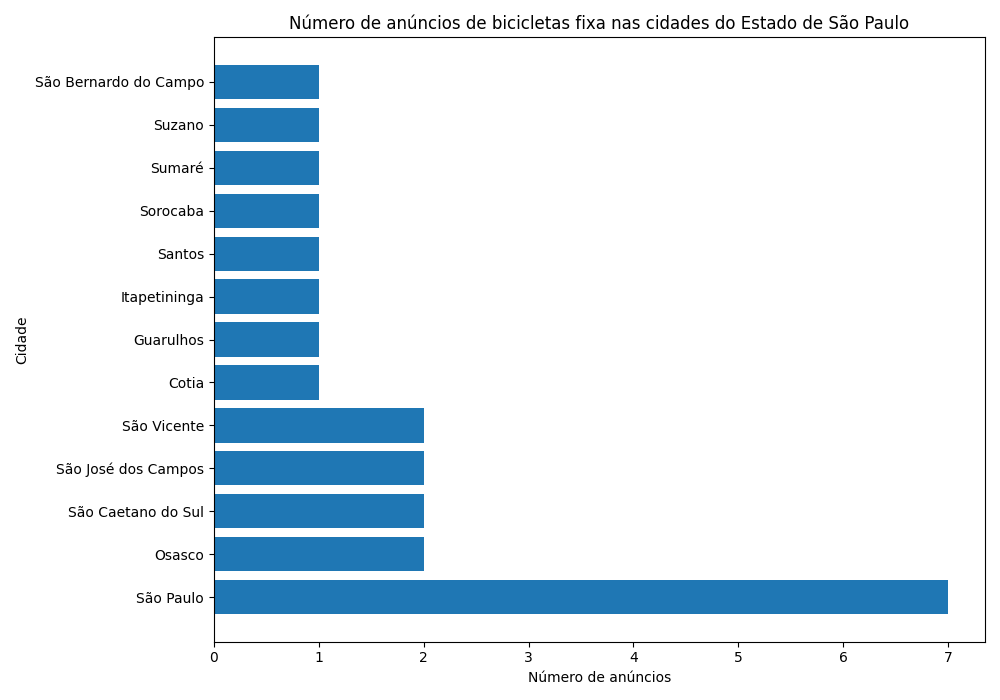 Número de anúncios de bicicletas fixa nas cidades do Estado de São Paulo
São Bernardo do Campo
Suzano
Sumaré
Sorocaba
Santos
Itapetininga
Guarulhos
Cotia
São Vicente
São José dos Campos
São Caetano do Sul
Osasco
São Paulo
Cidade
0 1 2 3 4 5 6 7
Número de anúncios